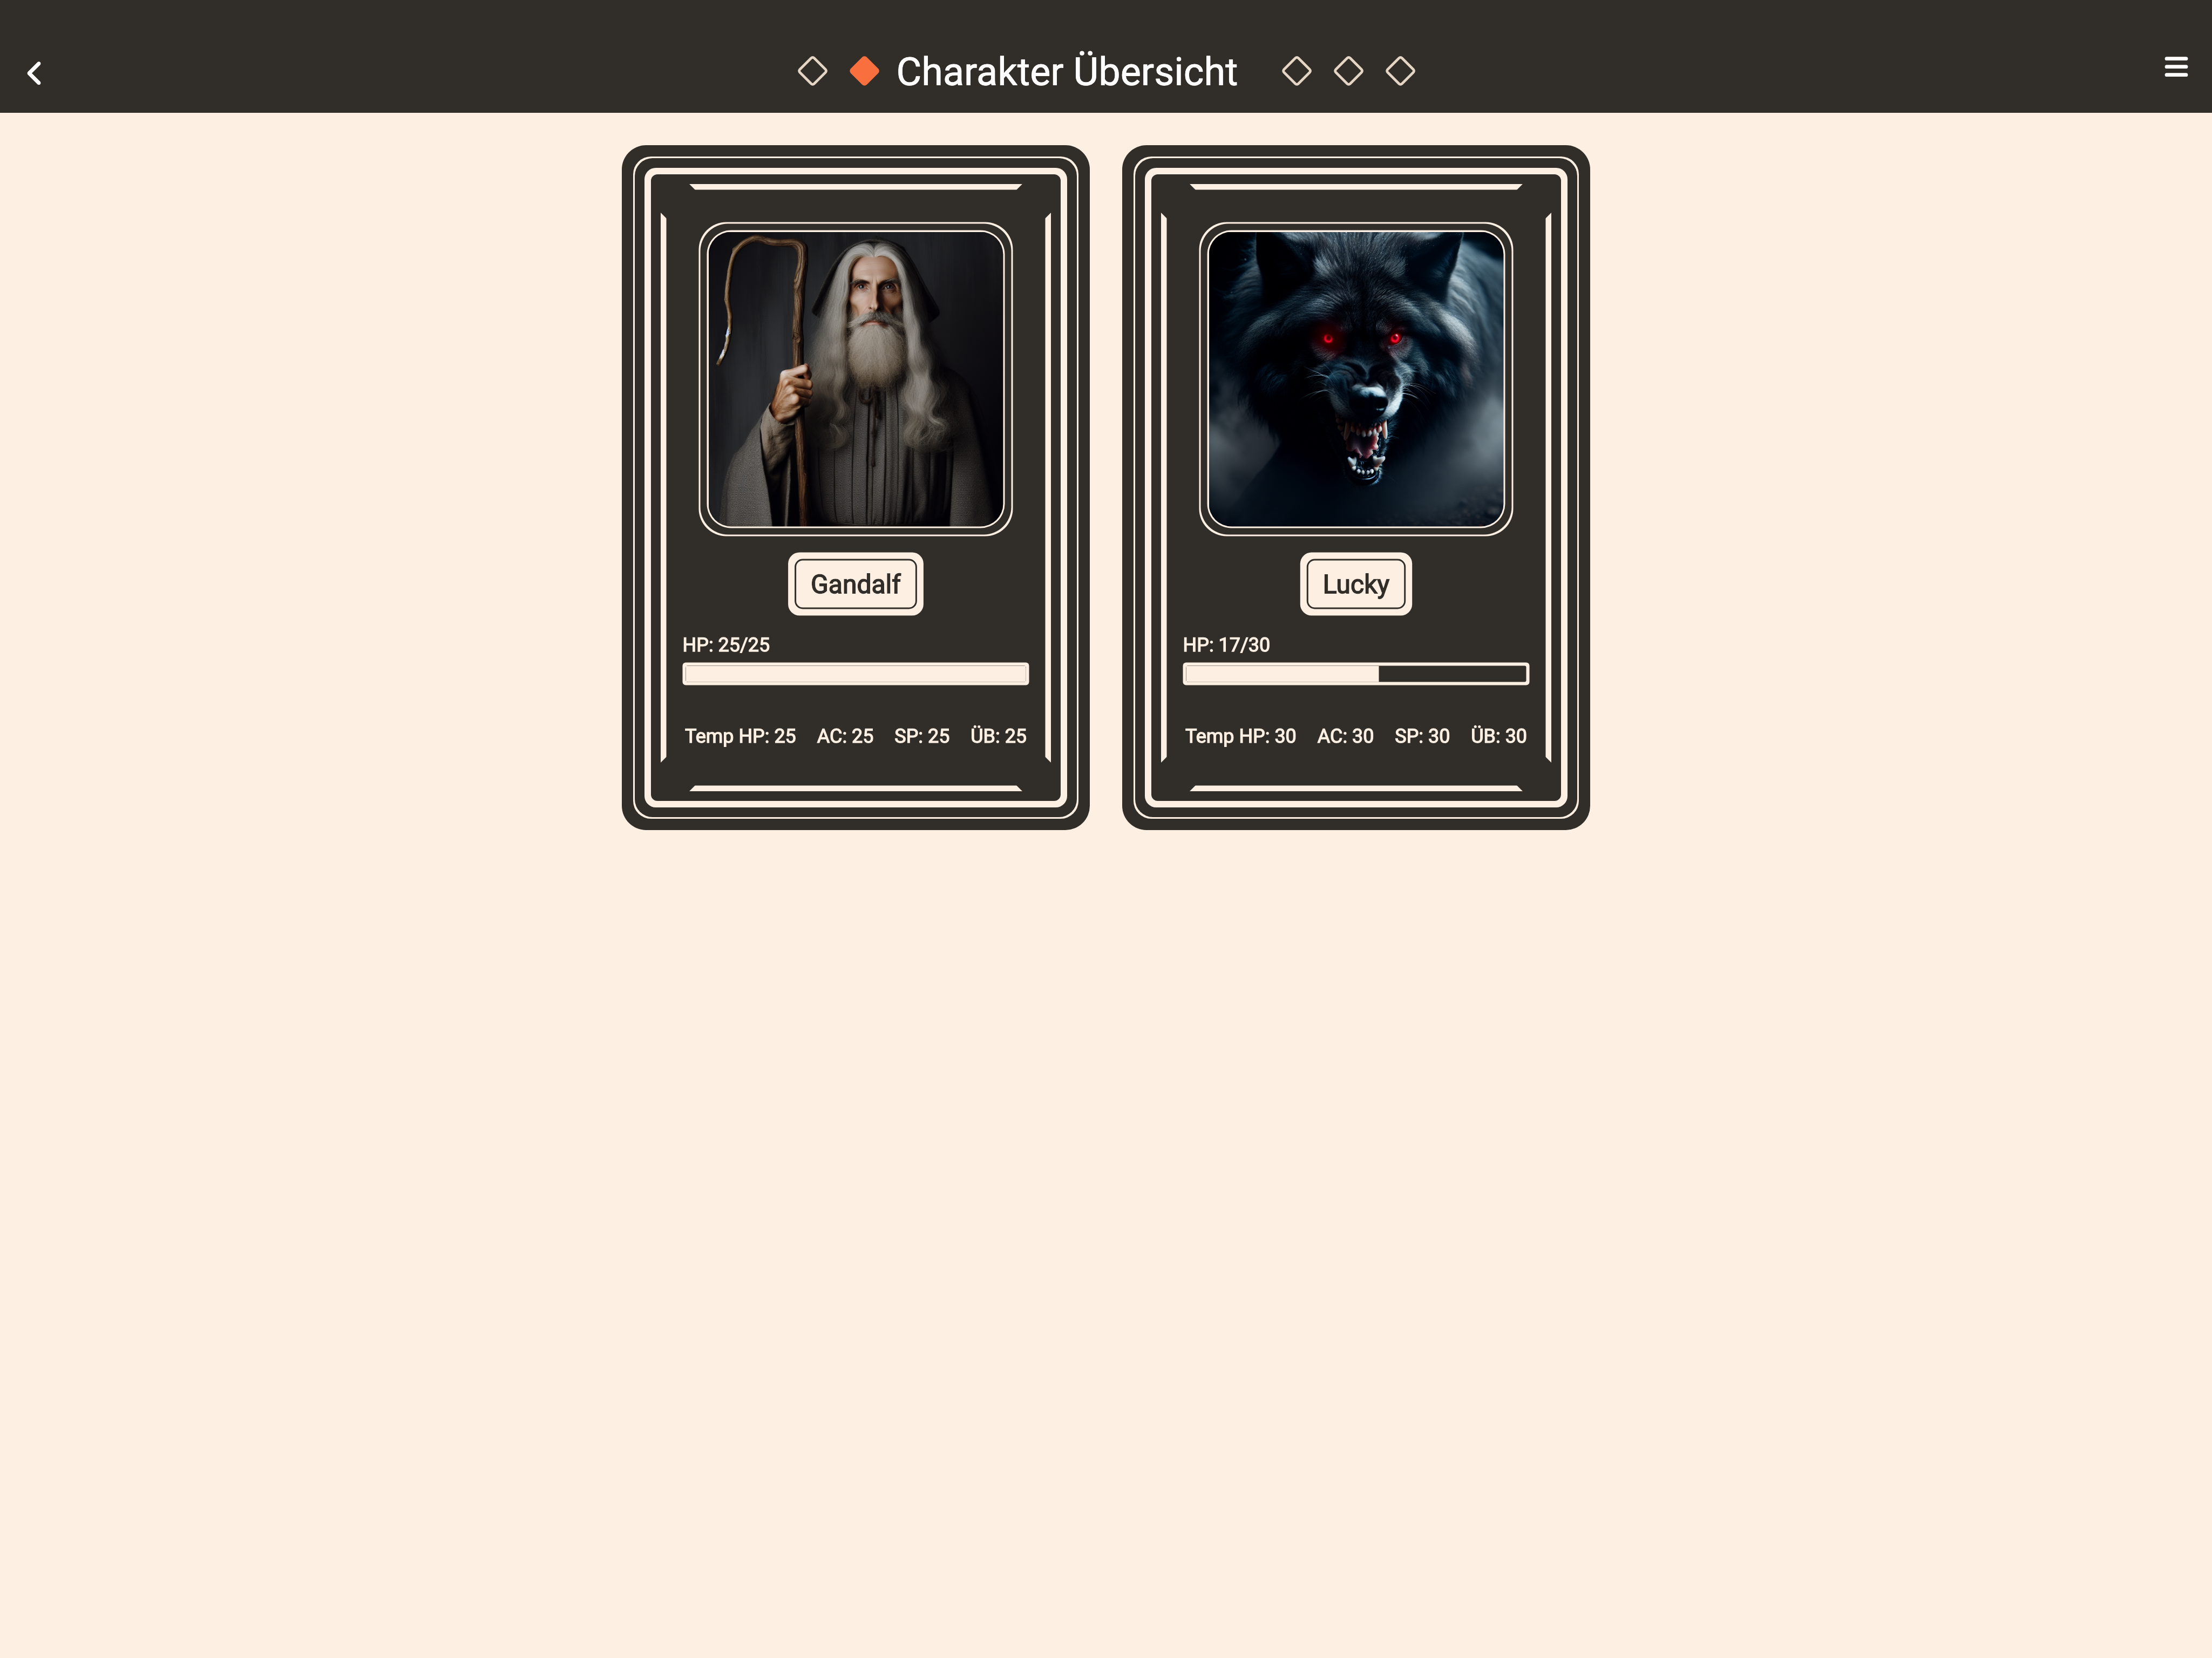 Charakter Übersicht
Gandalf
HP: 25/25
Temp HP: 25 AC: 25 SP: 25 ÜB: 25
Lucky
HP: 17/30
Temp HP: 30 AC: 30 SP: 30 ÜB: 30